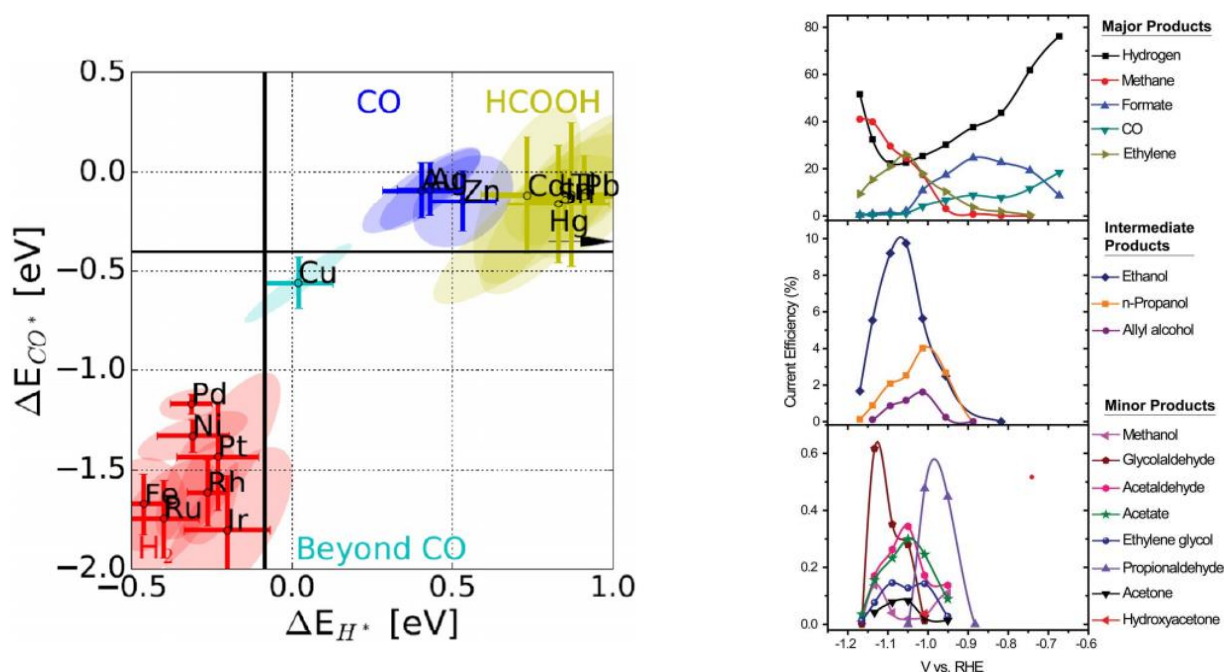 0.5
0.0
−0.5
−1.0
−1.5
−2.0
ΔE_CO* [eV]
CO
HCOOH
Au
Zn
Cd
Pb
Hg
Cu
Pd
Ni
Pt
Fe
Rh
Ru
Ir
H₂
Beyond CO
−0.5 0.0 0.5 1.0
ΔE_H* [eV]
80
60
40
20
0
10
8
6
4
2
0
0.6
0.4
0.2
0.0
Current Efficiency (%)
-1.2 -1.1 -1.0 -0.9 -0.8 -0.7
V vs. RHE
Major Products
Hydrogen
Methane
Formate
CO
Ethylene
Intermediate
Products
Ethanol
n-Propanol
Allyl alcohol
Minor Products
Methanol
Glycolaldehyde
Acetaldehyde
Acetate
Ethylene glycol
Propionaldehyde
Acetone
Hydroxyacetone